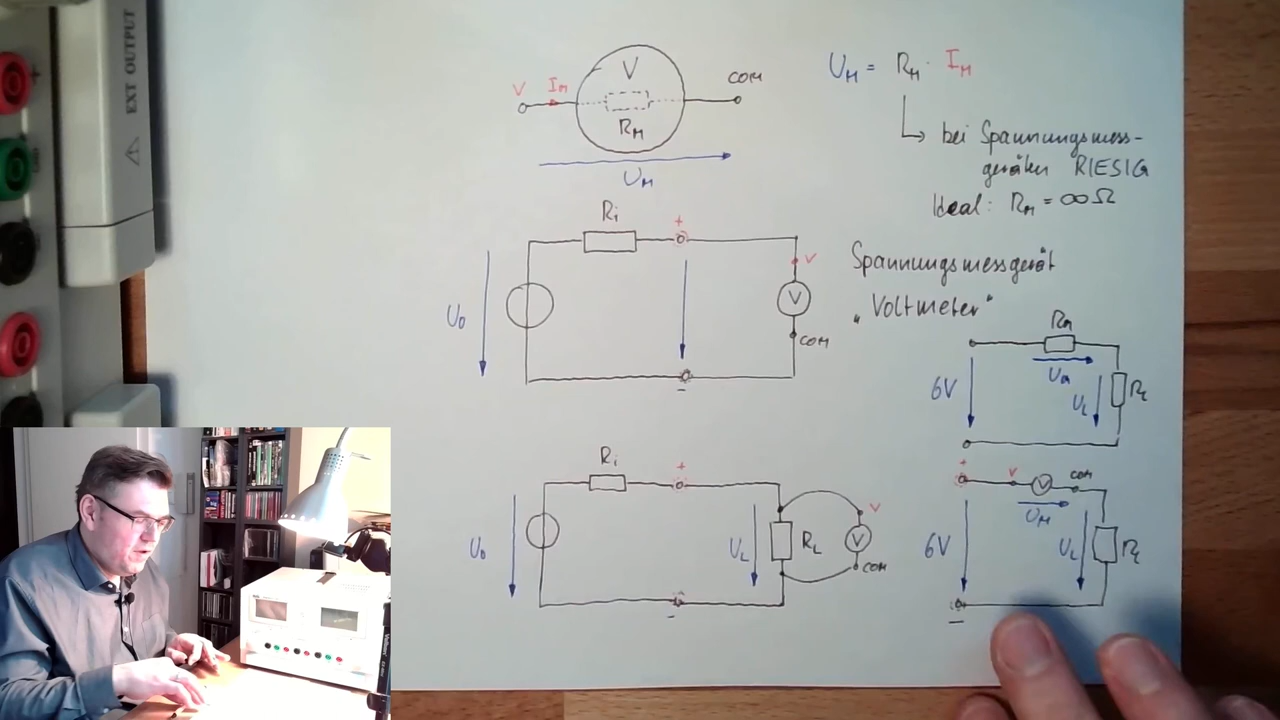 EXT OUTPUT
V
V
I_M
COM
R_M
U_M
U_M = R_M · I_M
bei Spannungsmess-
geräten RIESIG
Ideal: R_M = ∞Ω
R_i
+
V
V
COM
U_0
-
Spannungsmessgerät
"Voltmeter"
R_a
6V
U_a
U_L
R_L
R_i
+
U_0
U_L
R_L
V
V
COM
-
+
V
V
COM
U_M
6V
U_L
R_L
-